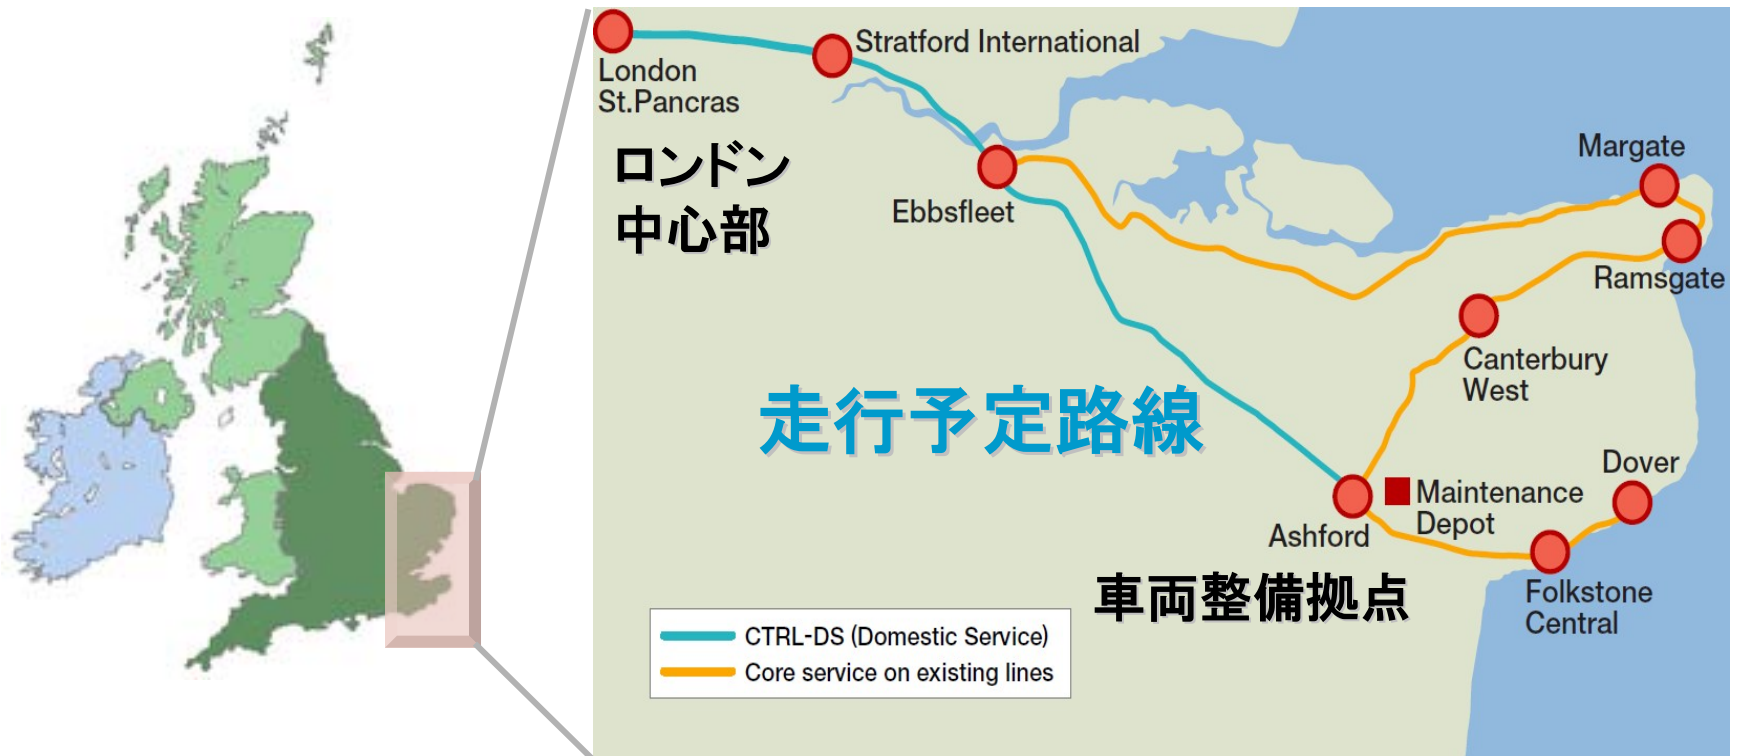 Stratford International
London
St.Pancras
ロンドン
中心部
Ebbsfleet
Margate
Ramsgate
Canterbury
West
走行予定路線
Dover
Maintenance
Depot
Ashford
車両整備拠点
Folkstone
Central
CTRL-DS (Domestic Service)
Core service on existing lines